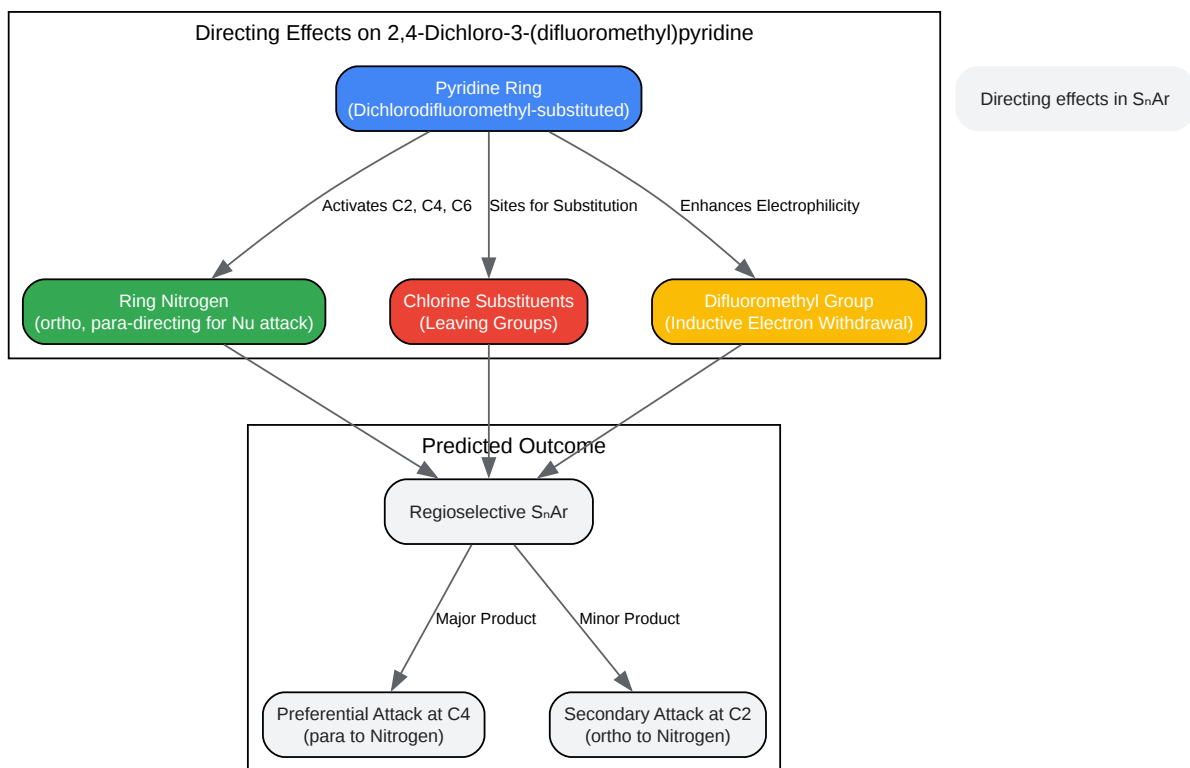 Directing Effects on 2,4-Dichloro-3-(difluoromethyl)pyridine
Pyridine Ring
(Dichlorodifluoromethyl-substituted)
Directing effects in SₙAr
Activates C2, C4, C6
Sites for Substitution
Enhances Electrophilicity
Ring Nitrogen
(ortho, para-directing for Nu attack)
Chlorine Substituents
(Leaving Groups)
Difluoromethyl Group
(Inductive Electron Withdrawal)
Predicted Outcome
Regioselective SₙAr
Major Product
Minor Product
Preferential Attack at C4
(para to Nitrogen)
Secondary Attack at C2
(ortho to Nitrogen)